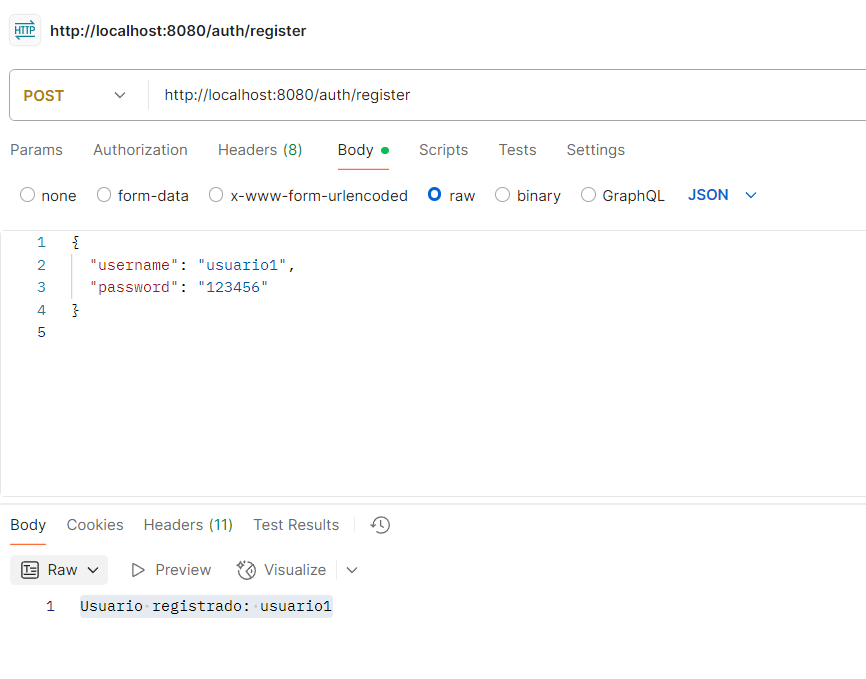 HTTP http://localhost:8080/auth/register
POST http://localhost:8080/auth/register
Params Authorization Headers (8) Body Scripts Tests Settings
none form-data x-www-form-urlencoded raw binary GraphQL JSON
1 {
2 "username": "usuario1",
3 "password": "123456"
4 }
5
Body Cookies Headers (11) Test Results
Raw Preview Visualize
1 Usuario registrado: usuario1